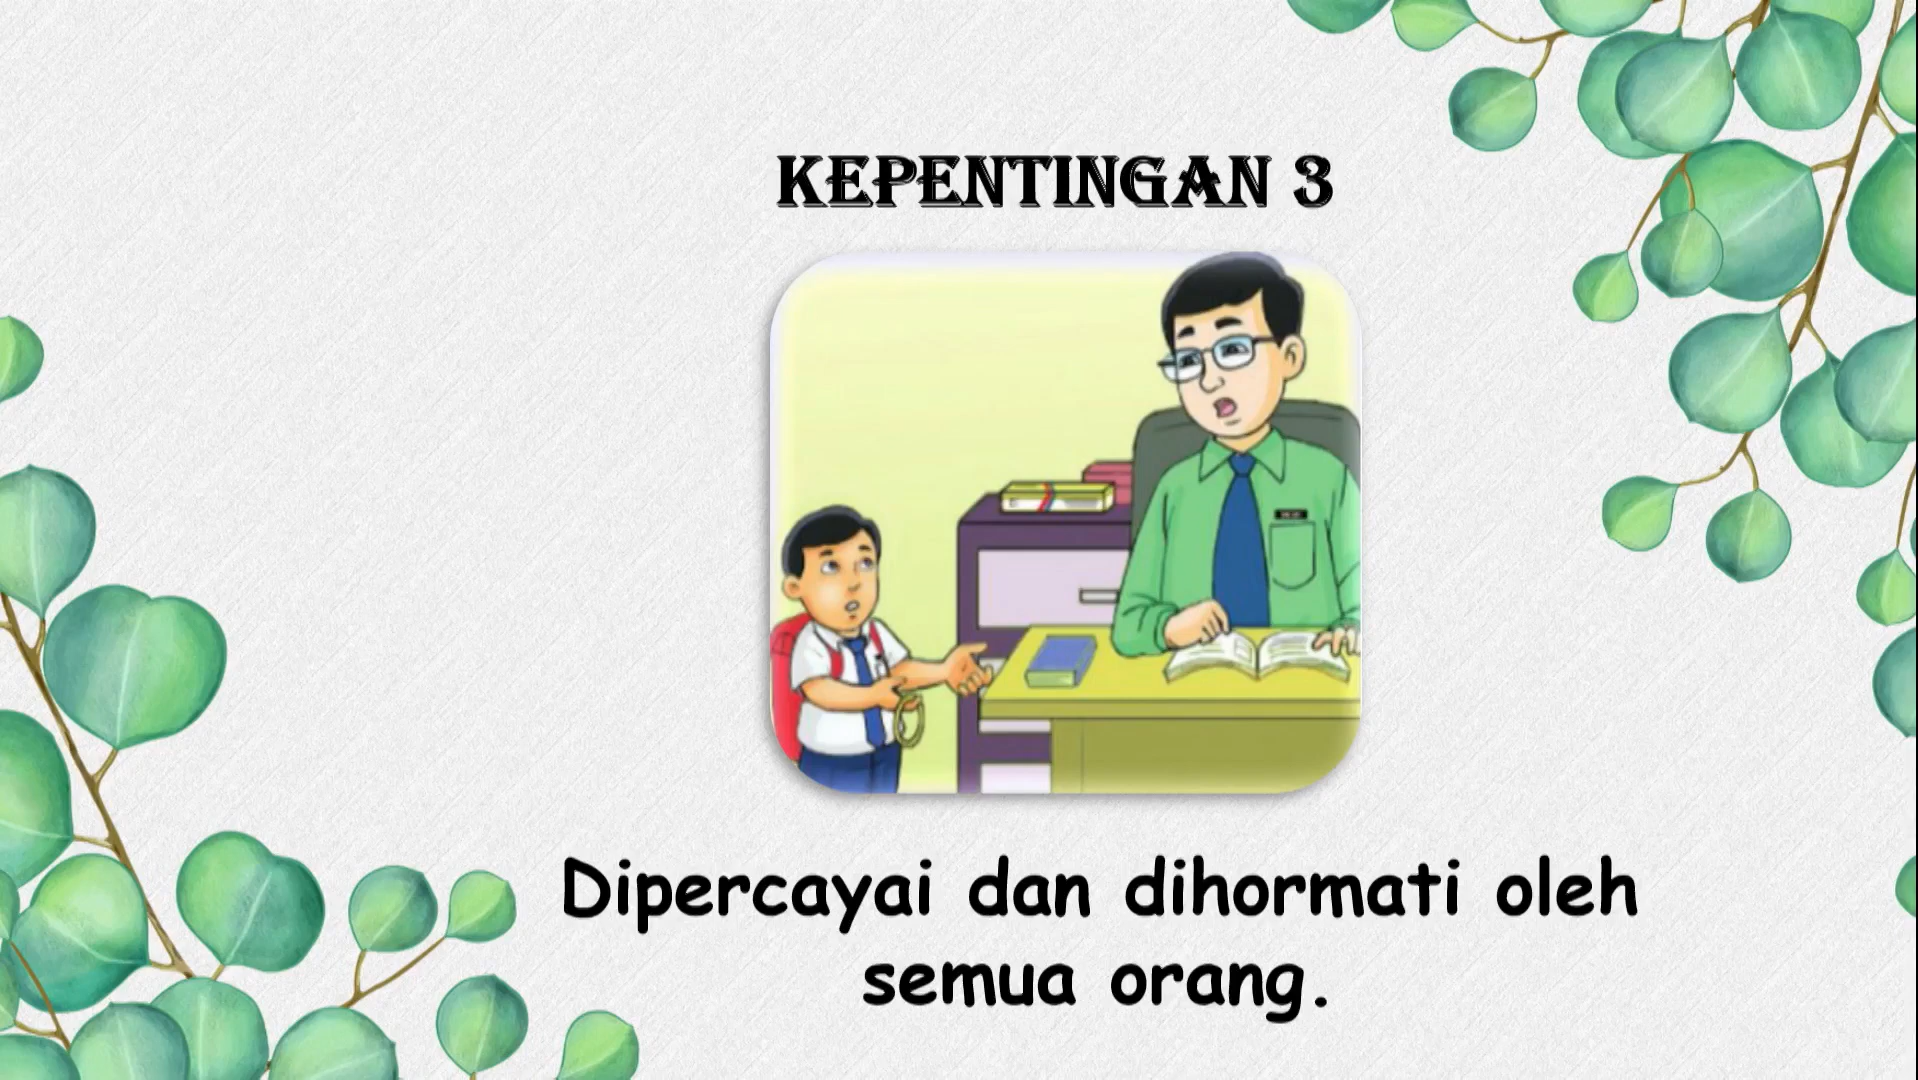 KEPENTINGAN 3
Dipercayai dan dihormati oleh
semua orang.